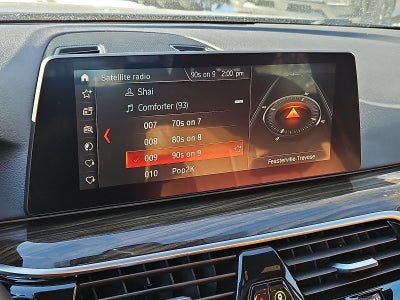 Satellite radio
90s on 9
2:00 pm
Shai
Comforter (93)
007 70s on 7
008 80s on 8
009 90s on 9
010 Pop2K
Feasterville-Trevose